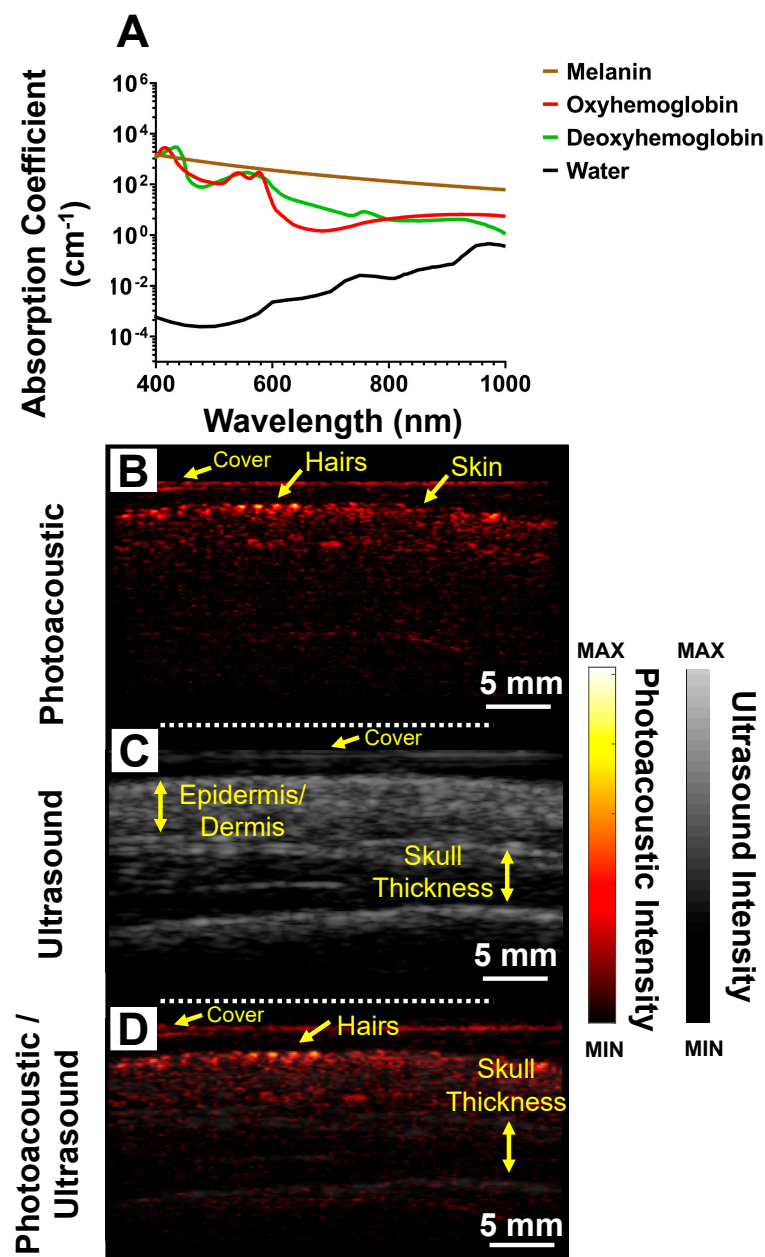 A
Absorption Coefficient
(cm-1)
10^6
10^4
10^2
10^0
10^-2
10^-4
400
600
800
1000
Wavelength (nm)
Melanin
Oxyhemoglobin
Deoxyhemoglobin
Water
Photoacoustic
B
Cover
Hairs
Skin
5 mm
Ultrasound
C
Cover
Epidermis/
Dermis
Skull
Thickness
5 mm
Photoacoustic /
Ultrasound
D
Cover
Hairs
Skull
Thickness
5 mm
MAX
Photoacoustic Intensity
MIN
MAX
Ultrasound Intensity
MIN